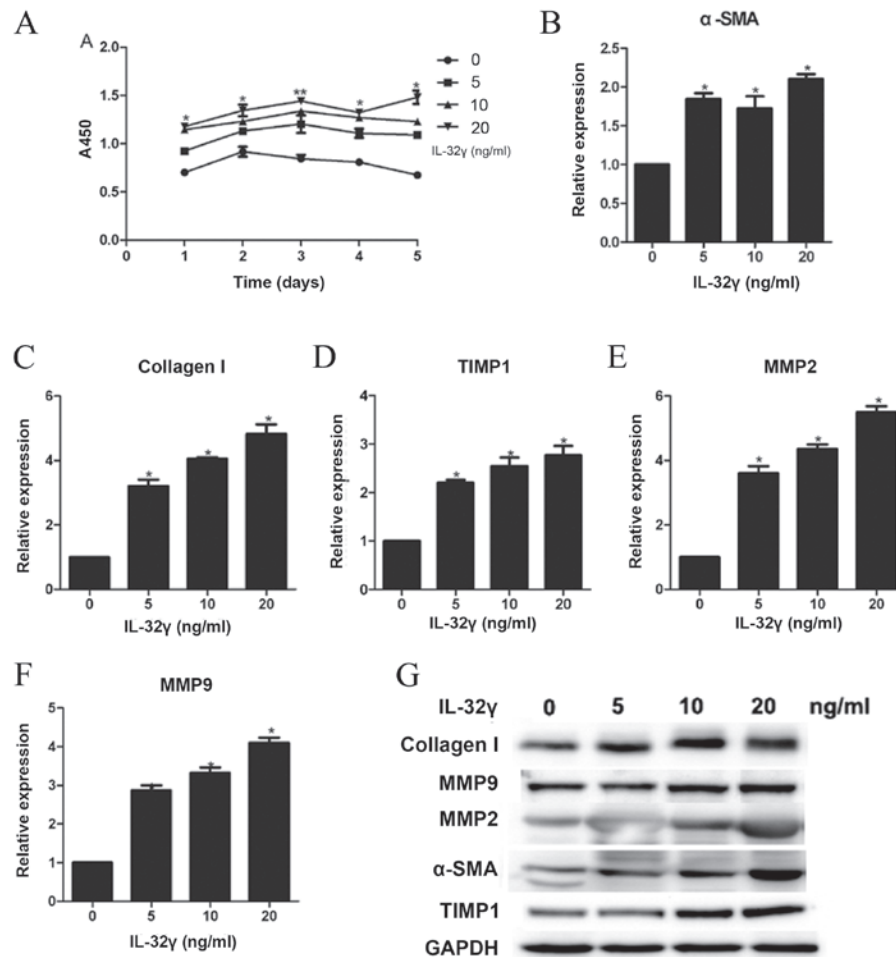 A
A
2.0
1.5
1.0
0.5
0.0
A450
0 1 2 3 4 5
Time (days)
* * ** * *
0
5
10
20
IL-32γ (ng/ml)
B
α-SMA
Relative expression
2.5
2.0
1.5
1.0
0.5
0.0
* * *
0 5 10 20
IL-32γ (ng/ml)
C
Collagen I
Relative expression
6
4
2
0
* * *
0 5 10 20
IL-32γ (ng/ml)
D
TIMP1
Relative expression
4
3
2
1
0
* * *
0 5 10 20
IL-32γ (ng/ml)
E
MMP2
Relative expression
6
4
2
0
* * *
0 5 10 20
IL-32γ (ng/ml)
F
MMP9
Relative expression
5
4
3
2
1
0
* * *
0 5 10 20
IL-32γ (ng/ml)
G
IL-32γ 0 5 10 20 ng/ml
Collagen I
MMP9
MMP2
α-SMA
TIMP1
GAPDH